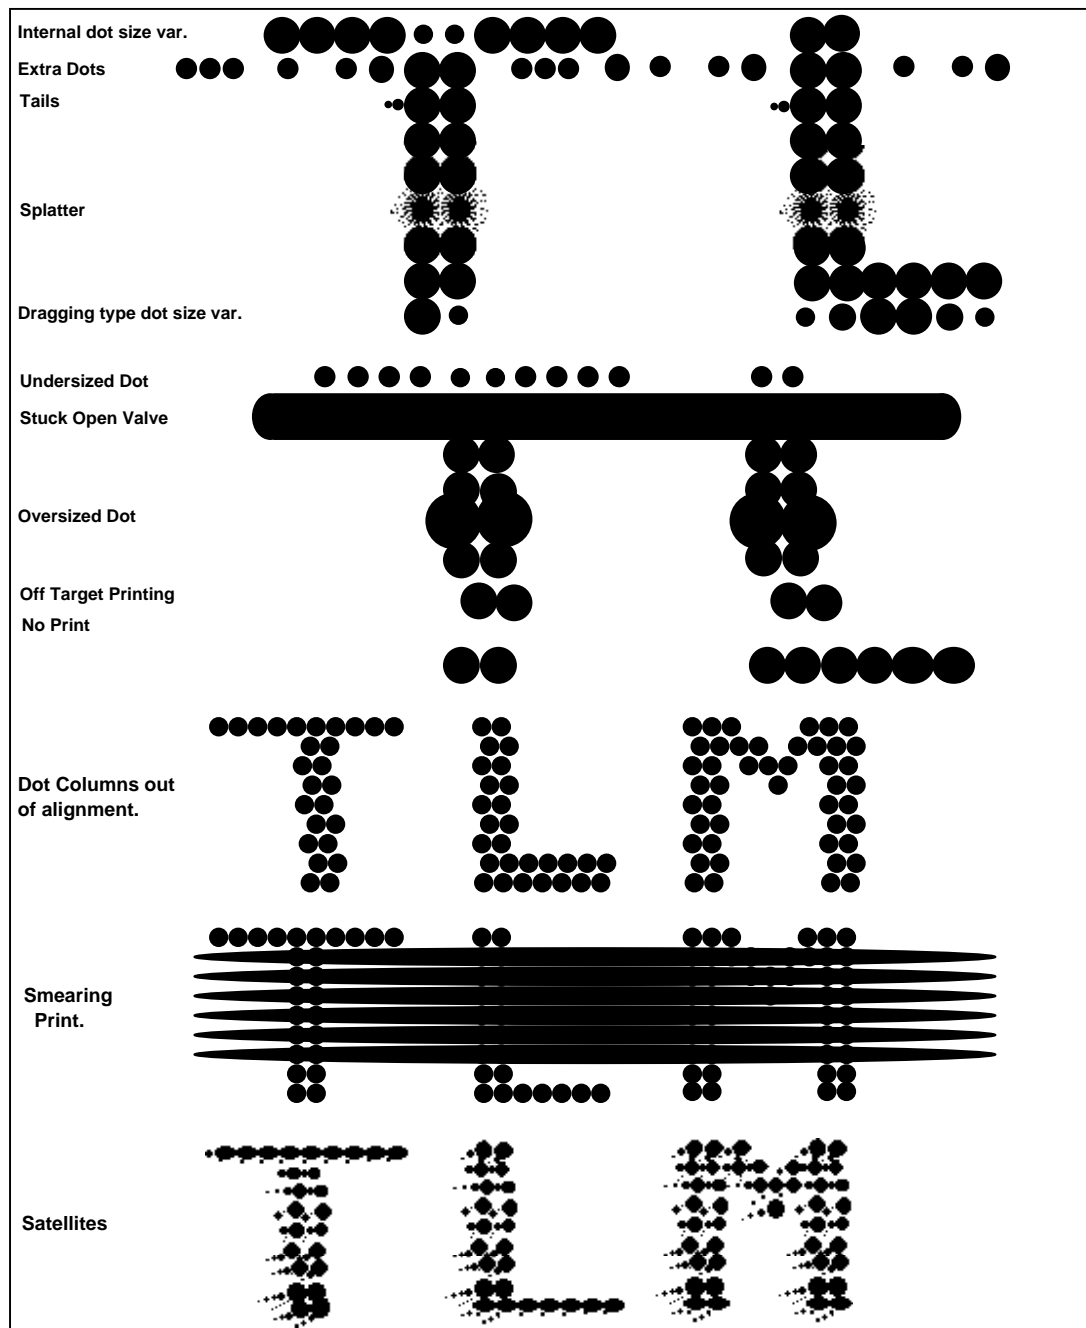 Internal dot size var.
Extra Dots
Tails
Splatter
Dragging type dot size var.
Undersized Dot
Stuck Open Valve
Oversized Dot
Off Target Printing
No Print
Dot Columns out
of alignment.
T L M
Smearing
Print.
Satellites
T L M